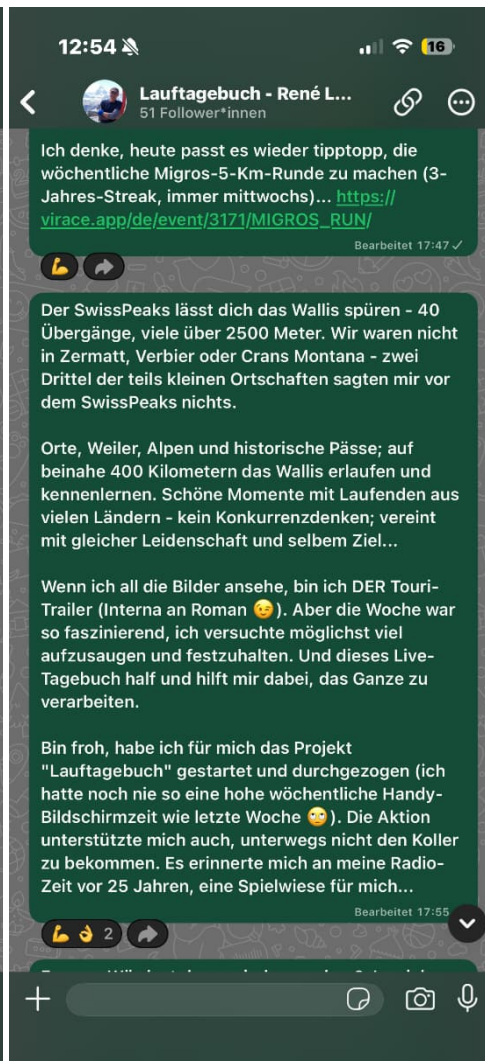 12:54
16
Lauftagebuch - René L...
51 Follower*innen
Ich denke, heute passt es wieder tipptopp, die
wöchentliche Migros-5-Km-Runde zu machen (3-
Jahres-Streak, immer mittwochs)... https://
virace.app/de/event/3171/MIGROS_RUN/
Bearbeitet 17:47
Der SwissPeaks lässt dich das Wallis spüren - 40
Übergänge, viele über 2500 Meter. Wir waren nicht
in Zermatt, Verbier oder Crans Montana - zwei
Drittel der teils kleinen Ortschaften sagten mir vor
dem SwissPeaks nichts.
Orte, Weiler, Alpen und historische Pässe; auf
beinahe 400 Kilometern das Wallis erlaufen und
kennenlernen. Schöne Momente mit Laufenden aus
vielen Ländern - kein Konkurrenzdenken; vereint
mit gleicher Leidenschaft und selbem Ziel...
Wenn ich all die Bilder ansehe, bin ich DER Touri-
Trailer (Interna an Roman 😉). Aber die Woche war
so faszinierend, ich versuchte möglichst viel
aufzusaugen und festzuhalten. Und dieses Live-
Tagebuch half und hilft mir dabei, das Ganze zu
verarbeiten.
Bin froh, habe ich für mich das Projekt
"Lauftagebuch" gestartet und durchgezogen (ich
hatte noch nie so eine hohe wöchentliche Handy-
Bildschirmzeit wie letzte Woche 🙄). Die Aktion
unterstützte mich auch, unterwegs nicht den Koller
zu bekommen. Es erinnerte mich an meine Radio-
Zeit vor 25 Jahren, eine Spielwiese für mich...
Bearbeitet 17:55
2